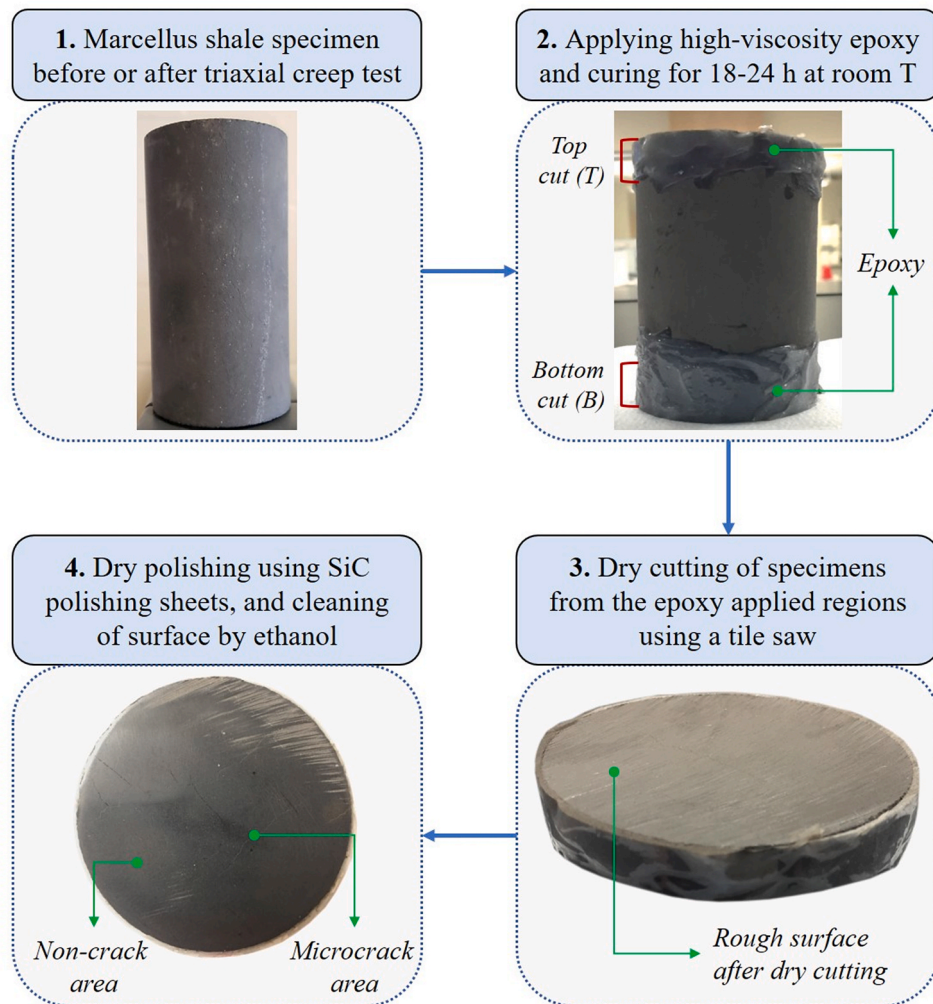 1. Marcellus shale specimen
before or after triaxial creep test
2. Applying high-viscosity epoxy
and curing for 18-24 h at room T
Top
cut (T)
Epoxy
Bottom
cut (B)
4. Dry polishing using SiC
polishing sheets, and cleaning
of surface by ethanol
3. Dry cutting of specimens
from the epoxy applied regions
using a tile saw
Non-crack
area
Microcrack
area
Rough surface
after dry cutting